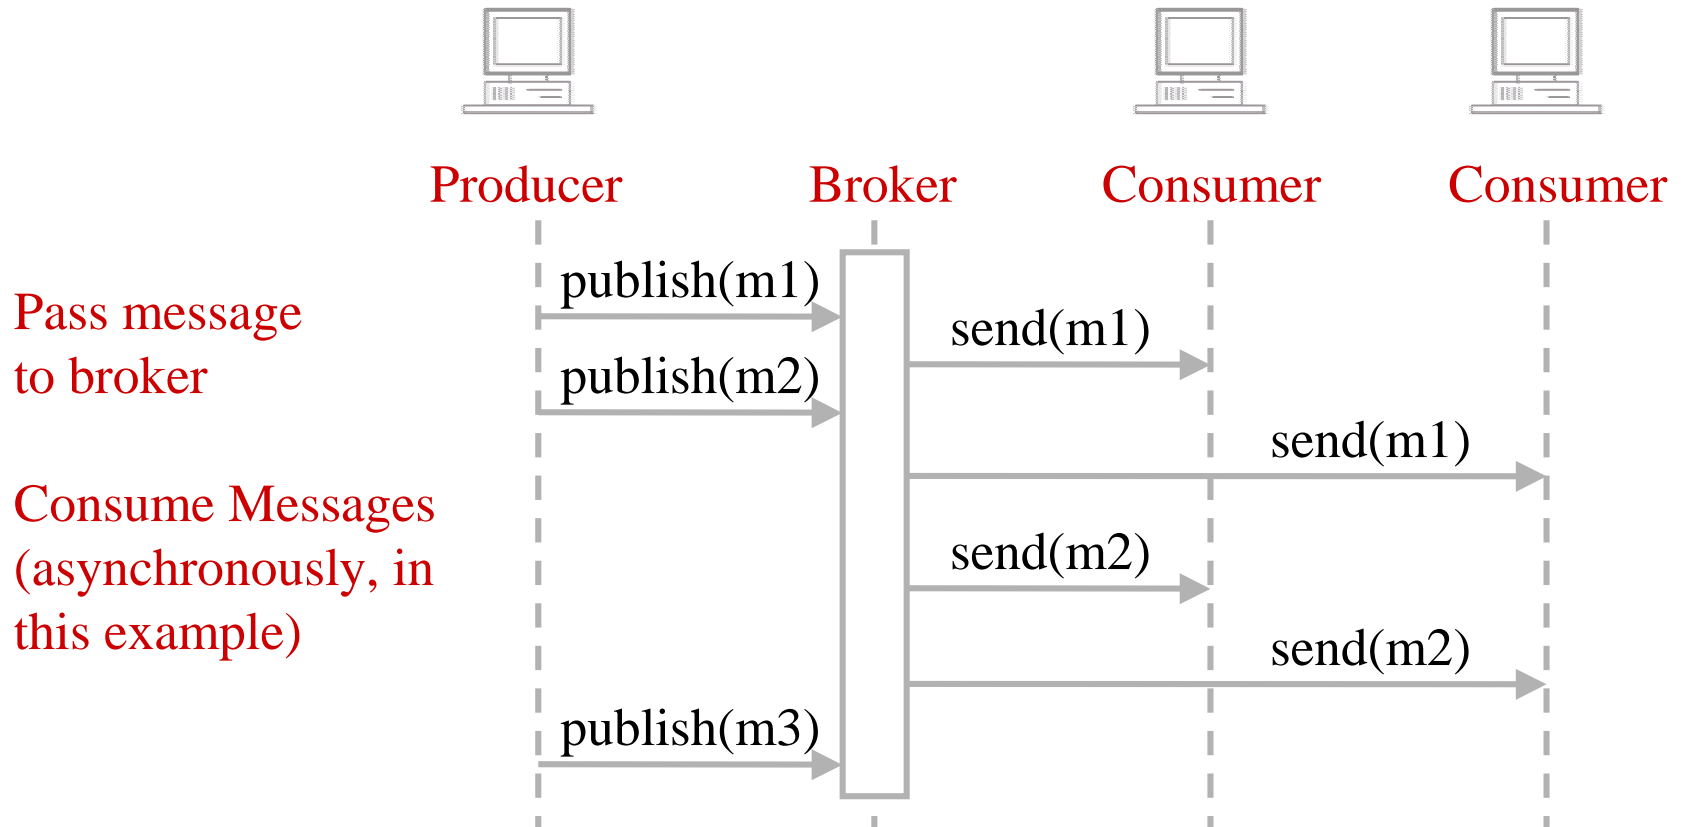 Producer
Broker
Consumer
Consumer
publish(m1)
Pass message
to broker
send(m1)
publish(m2)
send(m1)
Consume Messages
(asynchronously, in
this example)
send(m2)
send(m2)
publish(m3)